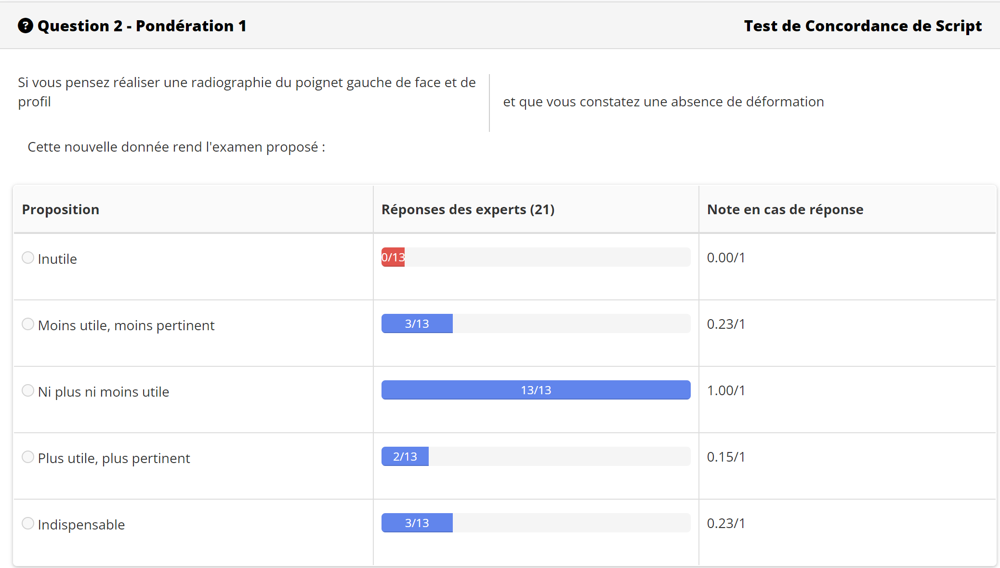 Question 2 - Pondération 1
Test de Concordance de Script
Si vous pensez réaliser une radiographie du poignet gauche de face et de
profil
et que vous constatez une absence de déformation
Cette nouvelle donnée rend l'examen proposé :
Proposition
Réponses des experts (21)
Note en cas de réponse
Inutile
0/13
0.00/1
Moins utile, moins pertinent
3/13
0.23/1
Ni plus ni moins utile
13/13
1.00/1
Plus utile, plus pertinent
2/13
0.15/1
Indispensable
3/13
0.23/1